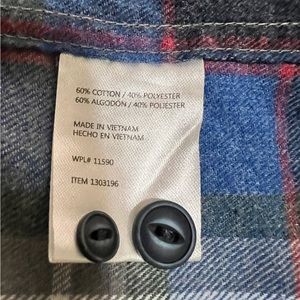 60% COTTON / 40% POLYESTER
60% ALGODÓN / 40% POLIESTER
MADE IN VIETNAM
HECHO EN VIETNAM
WPL# 11590
ITEM 1303196